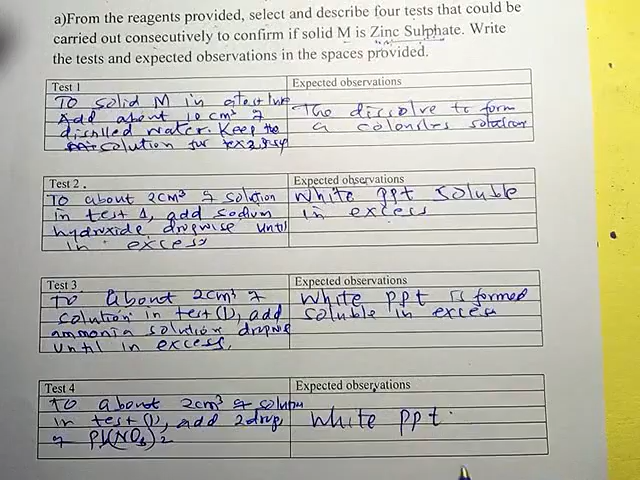 a)From the reagents provided, select and describe four tests that could be
carried out consecutively to confirm if solid M is Zinc Sulphate. Write
the tests and expected observations in the spaces provided.
Test 1
To solid M in a test tube
Add about 10 cm³ of
distilled water. Keep the
solution for
Expected observations
The dissolve to form
a colourless solution
Test 2.
To about 2cm³ of solution
in test 1, add sodium
hydroxide dropwise until
in excess
Expected observations
White ppt soluble
in excess
Test 3
To about 2cm³ of
solution in test (1), add
ammonia solution dropwise
until in excess.
Expected observations
White ppt is formed
soluble in excess
Test 4
To about 2cm³ of solution
in test (1), add 2 drops
of Pb(NO₃)₂
Expected observations
White ppt.